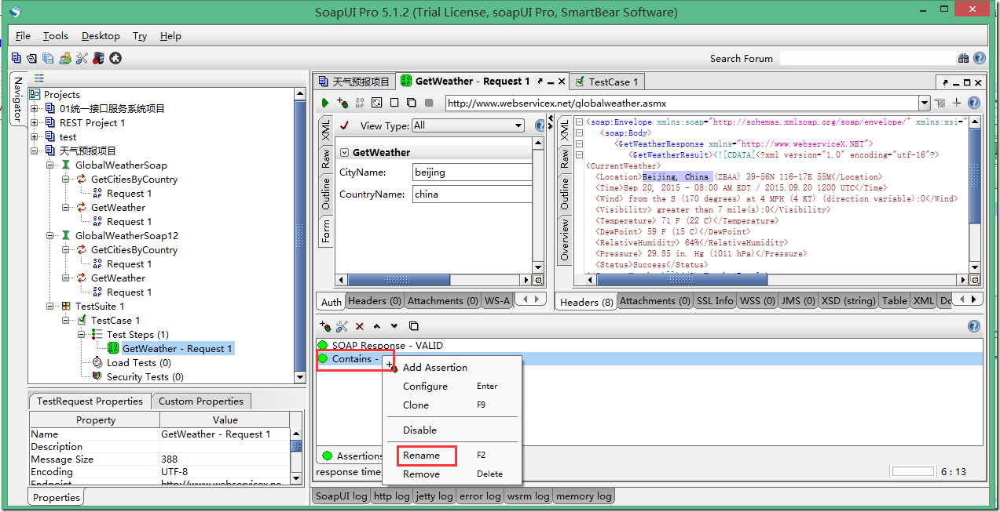 SoapUI Pro 5.1.2 (Trial License, soapUI Pro, SmartBear Software)
File Tools Desktop Try Help
Search Forum
Navigator
Projects
01统一接口服务系统项目
REST Project 1
test
天气预报项目
GlobalWeatherSoap
GetCitiesByCountry
Request 1
GetWeather
Request 1
GlobalWeatherSoap12
GetCitiesByCountry
Request 1
GetWeather
Request 1
TestSuite 1
TestCase 1
Test Steps (1)
GetWeather - Request 1
Load Tests (0)
Security Tests (0)
TestRequest Properties Custom Properties
Property Value
Name GetWeather - Request 1
Description
Message Size 388
Encoding UTF-8
Endpoint http://www.webservicex.ne
Properties
天气预报项目 GetWeather - Request 1 TestCase 1
http://www.webservicex.net/globalweather.asmx
XML
Raw
Outline
Form
View Type: All
GetWeather
CityName: beijing
CountryName: china
Auth Headers (0) Attachments (0) WS-A
XML
Raw
Outline
Overview
<soap:Envelope xmlns:soap="http://schemas.xmlsoap.org/soap/envelope/" xmlns:xsi="
<soap:Body>
<GetWeatherResponse xmlns="http://www.webserviceX.NET">
<GetWeatherResult><![CDATA[<?xml version="1.0" encoding="utf-16"?>
<CurrentWeather>
<Location>Beijing, China (ZBAA) 39-56N 116-17E 55M</Location>
<Time>Sep 20, 2015 - 08:00 AM EDT / 2015.09.20 1200 UTC</Time>
<Wind> from the S (170 degrees) at 4 MPH (4 KT) (direction variable):0</Wind>
<Visibility> greater than 7 mile(s):0</Visibility>
<Temperature> 71 F (22 C)</Temperature>
<DewPoint> 59 F (15 C)</DewPoint>
<RelativeHumidity> 64%</RelativeHumidity>
<Pressure> 29.85 in. Hg (1011 hPa)</Pressure>
<Status>Success</Status>
Headers (8) Attachments (0) SSL Info WSS (0) JMS (0) XSD (string) Table XML Do
SOAP Response - VALID
Contains -
Add Assertion
Configure Enter
Clone F9
Disable
Rename F2
Remove Delete
Assertions
response time
6 : 13
SoapUI log http log jetty log error log wsrm log memory log